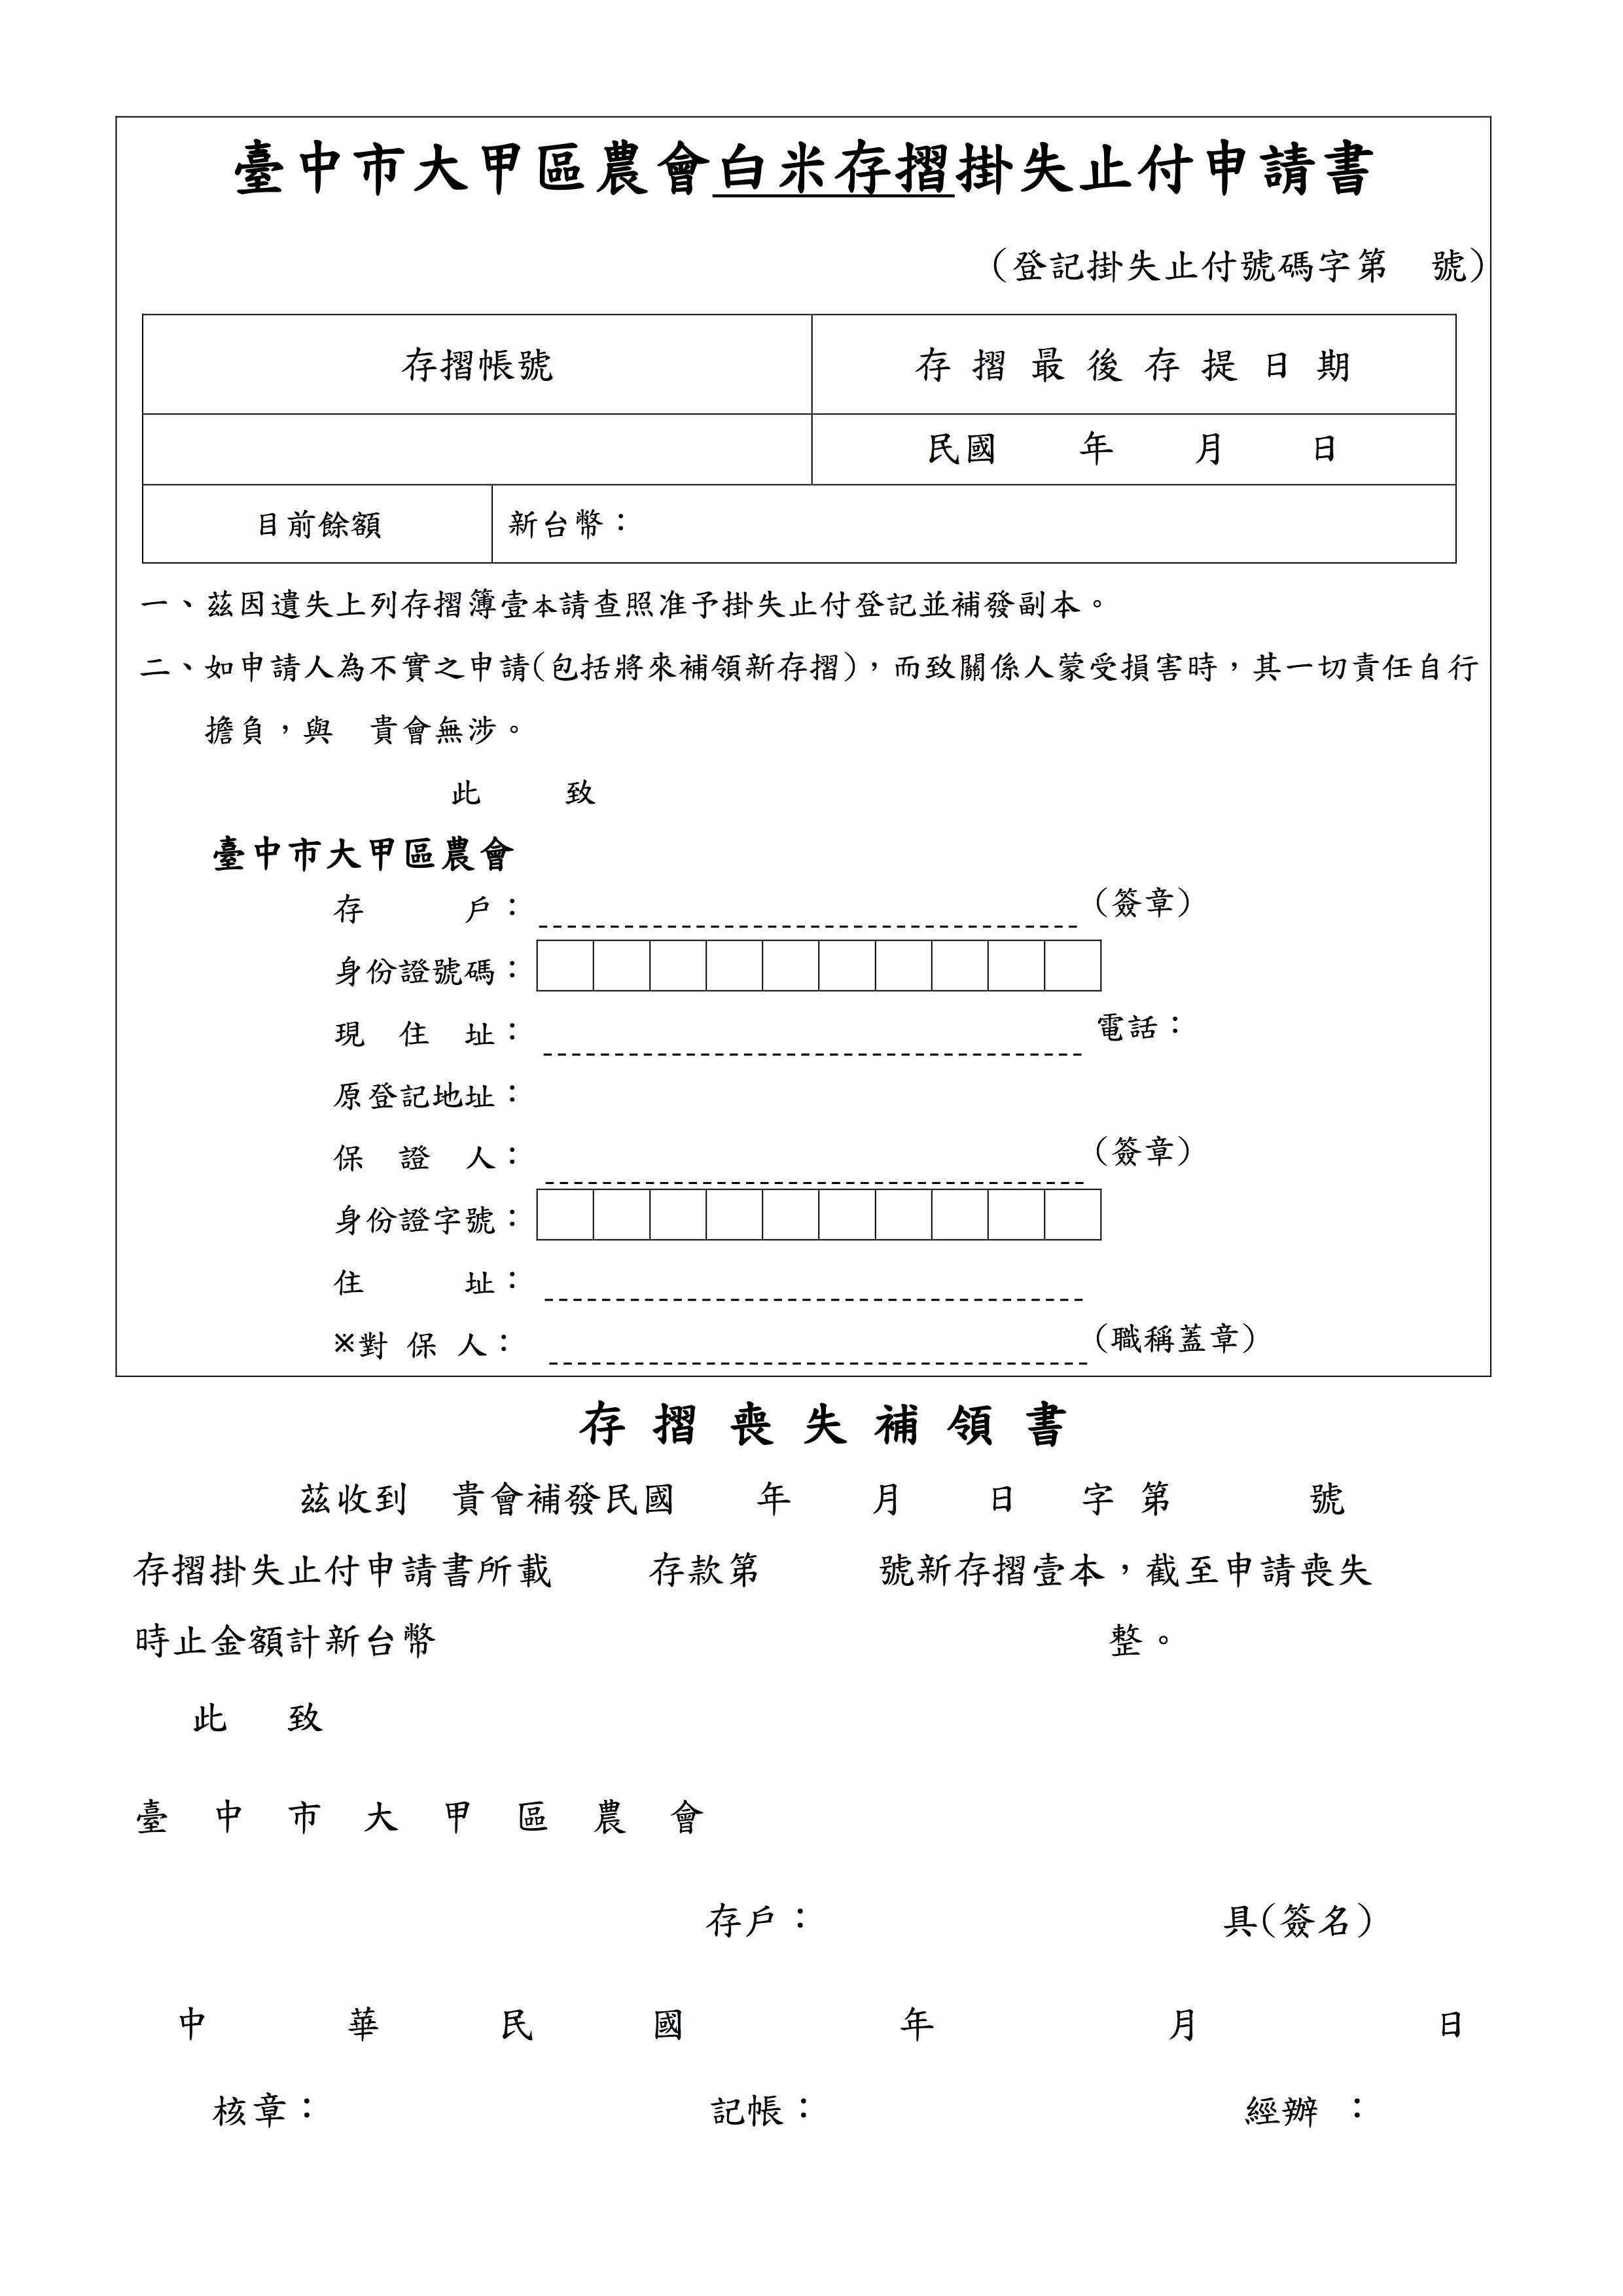 臺中市大甲區農會白米存摺掛失止付申請書
（登記掛失止付號碼字第　號）
存摺帳號　存 摺 最 後 存 提 日 期
民國　　年　　月　　日
目前餘額　新台幣：
一、茲因遺失上列存摺簿壹本請查照准予掛失止付登記並補發副本。
二、如申請人為不實之申請(包括將來補領新存摺)，而致關係人蒙受損害時，其一切責任自行
擔負，與　貴會無涉。
此　　致
臺中市大甲區農會
存　　　戶：　（簽章）
身份證號碼：
現　住　址：　電話：
原登記地址：
保　證　人：　（簽章）
身份證字號：
住　　　址：
※對 保 人：　（職稱蓋章）
存 摺 喪 失 補 領 書
茲收到　貴會補發民國　　年　　月　　日　字 第　　　號
存摺掛失止付申請書所載　　存款第　　　號新存摺壹本，截至申請喪失
時止金額計新台幣　　　　　　整。
此　致
臺 中 市 大 甲 區 農 會
存戶：　　　　　具(簽名)
中　華　民　國　　年　　月　　日
核章：　　　　記帳：　　　　經辦 ：